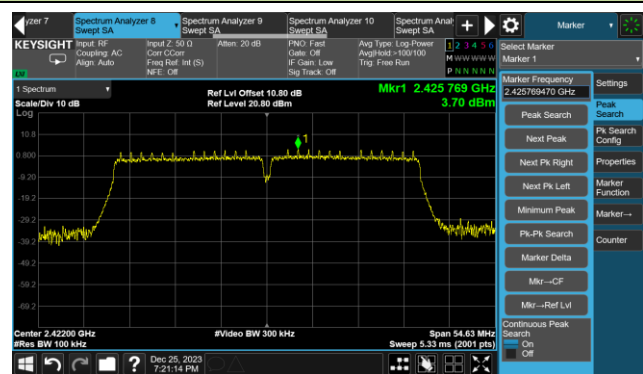 yzer 7
Spectrum Analyzer 8
Swept SA
Spectrum Analyzer 9
Swept SA
Spectrum Analyzer 10
Swept SA
Spectrum Anal
Swept SA
Marker
KEYSIGHT
Input: RF
Coupling: AC
Align: Auto
Input Z: 50 Ω
Corr CCorr
Freq Ref: Int (S)
NFE: Off
Atten: 20 dB
PNO: Fast
Gate: Off
IF Gain: Low
Sig Track: Off
Avg Type: Log-Power
Avg|Hold: >100/100
Trig: Free Run
1 2 3 4 5 6
M W W W W W
P N N N N N
LXI
Select Marker
Marker 1
1 Spectrum
Scale/Div 10 dB
Ref Lvl Offset 10.80 dB
Ref Level 20.80 dBm
Mkr1 2.425 769 GHz
3.70 dBm
Log
10.8
0.800
-9.20
-19.2
-29.2
-39.2
-49.2
-59.2
-69.2
1
Center 2.42200 GHz
#Res BW 100 kHz
#Video BW 300 kHz
Span 54.63 MHz
Sweep 5.33 ms (2001 pts)
Marker Frequency
2.425769470 GHz
Peak Search
Next Peak
Next Pk Right
Next Pk Left
Minimum Peak
Pk-Pk Search
Marker Delta
Mkr→CF
Mkr→Ref Lvl
Continuous Peak
Search
On
Off
Settings
Peak
Search
Pk Search
Config
Properties
Marker
Function
Marker→
Counter
Dec 25, 2023
7:21:14 PM